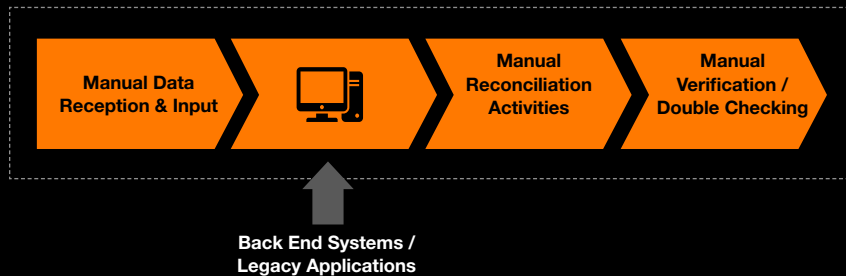 Manual Data
Reception & Input
Manual
Reconciliation
Activities
Manual
Verification /
Double Checking
Back End Systems /
Legacy Applications